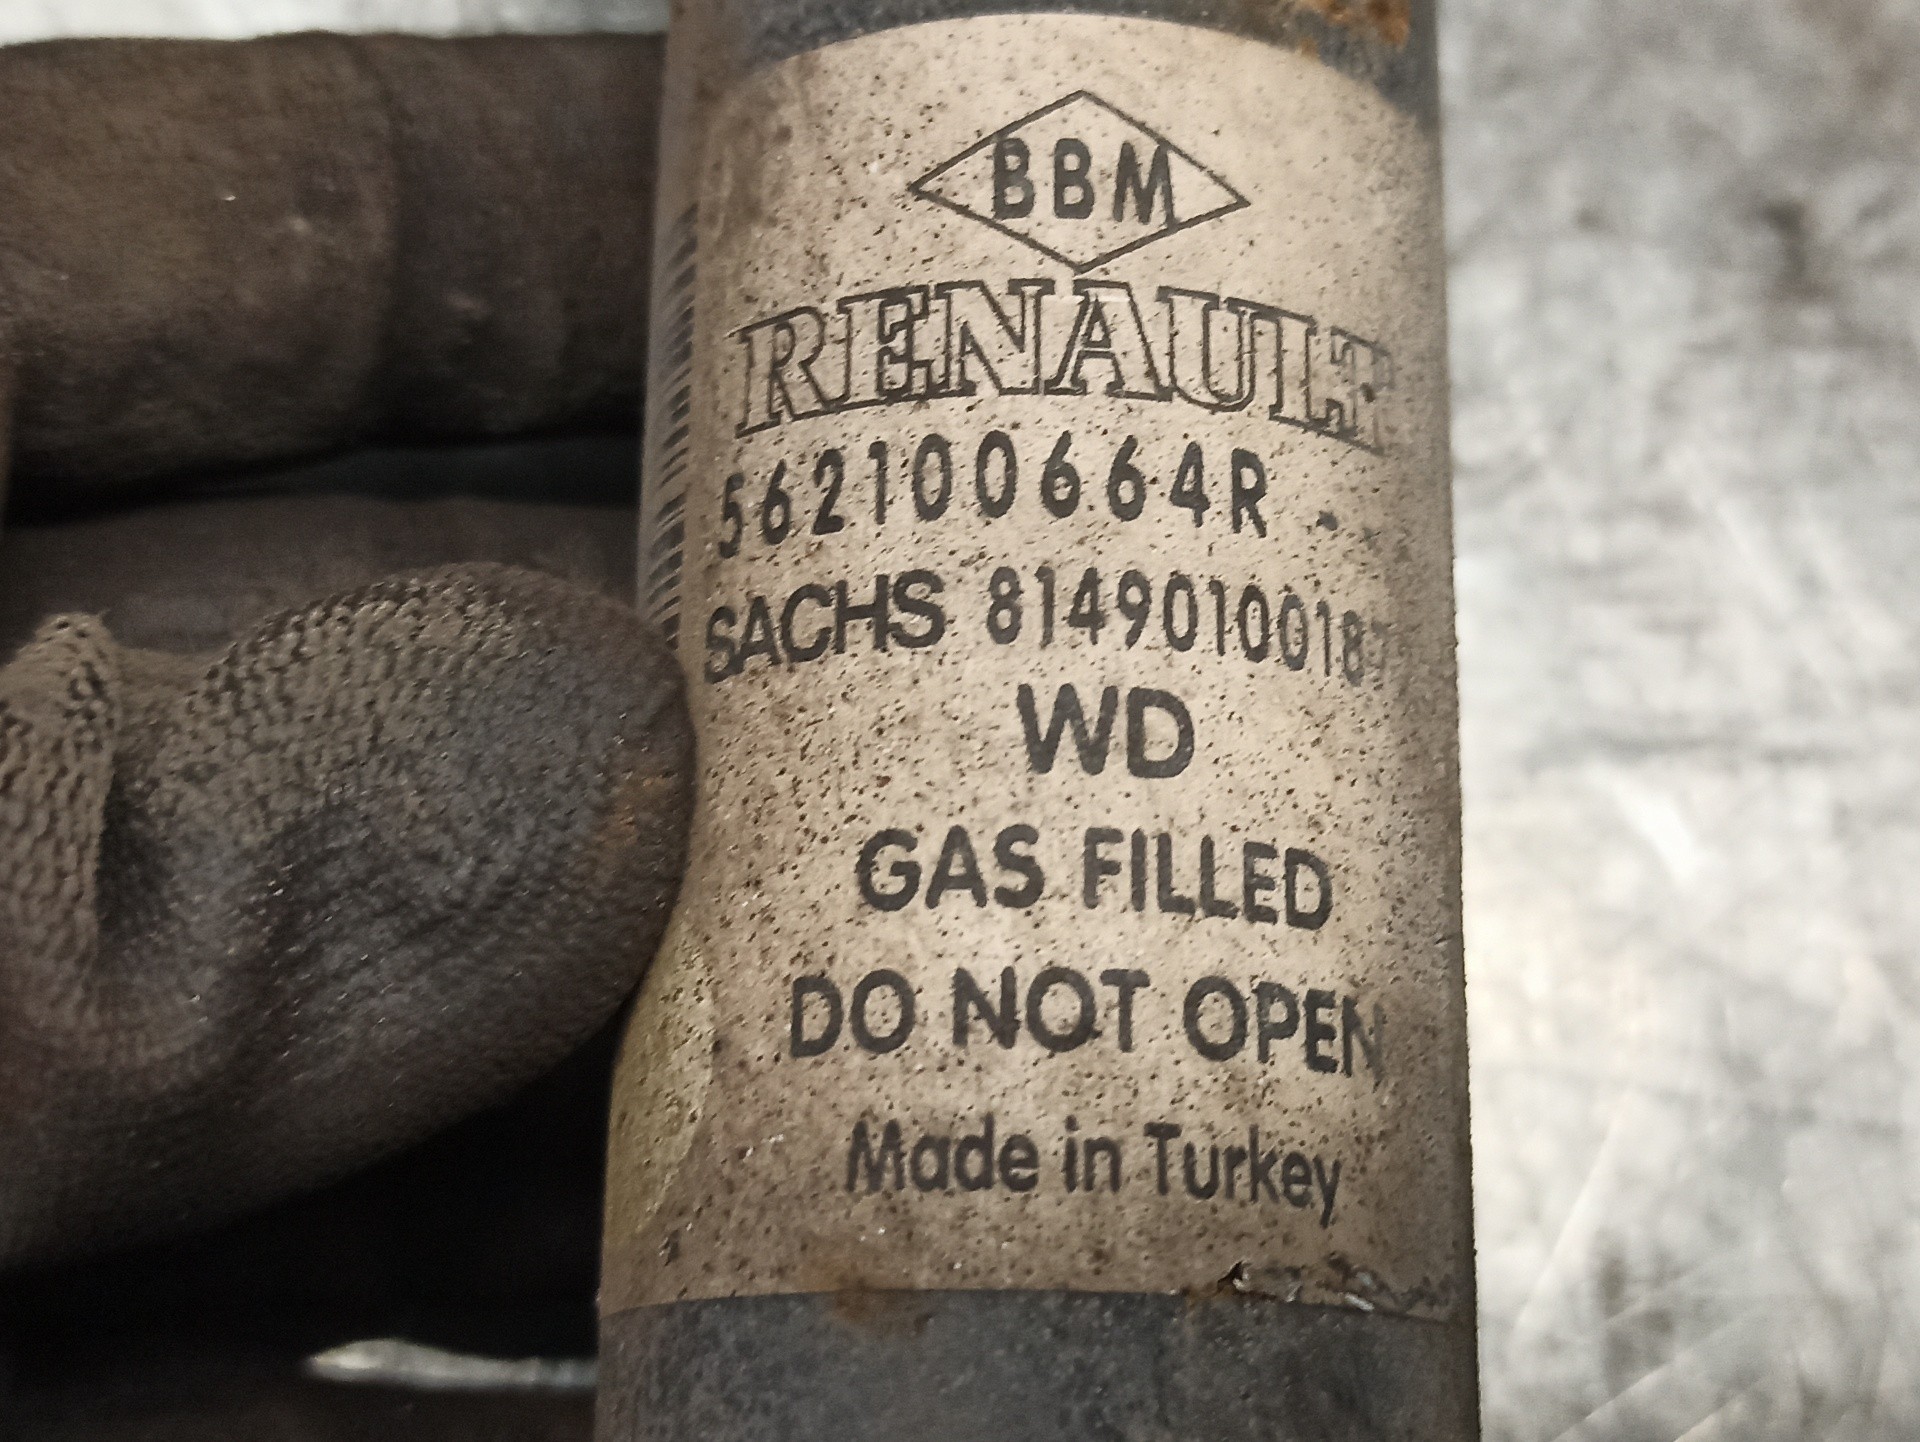 BBM
RENAULT
562100664R
SACHS 81490100187
WD
GAS FILLED
DO NOT OPEN
Made in Turkey